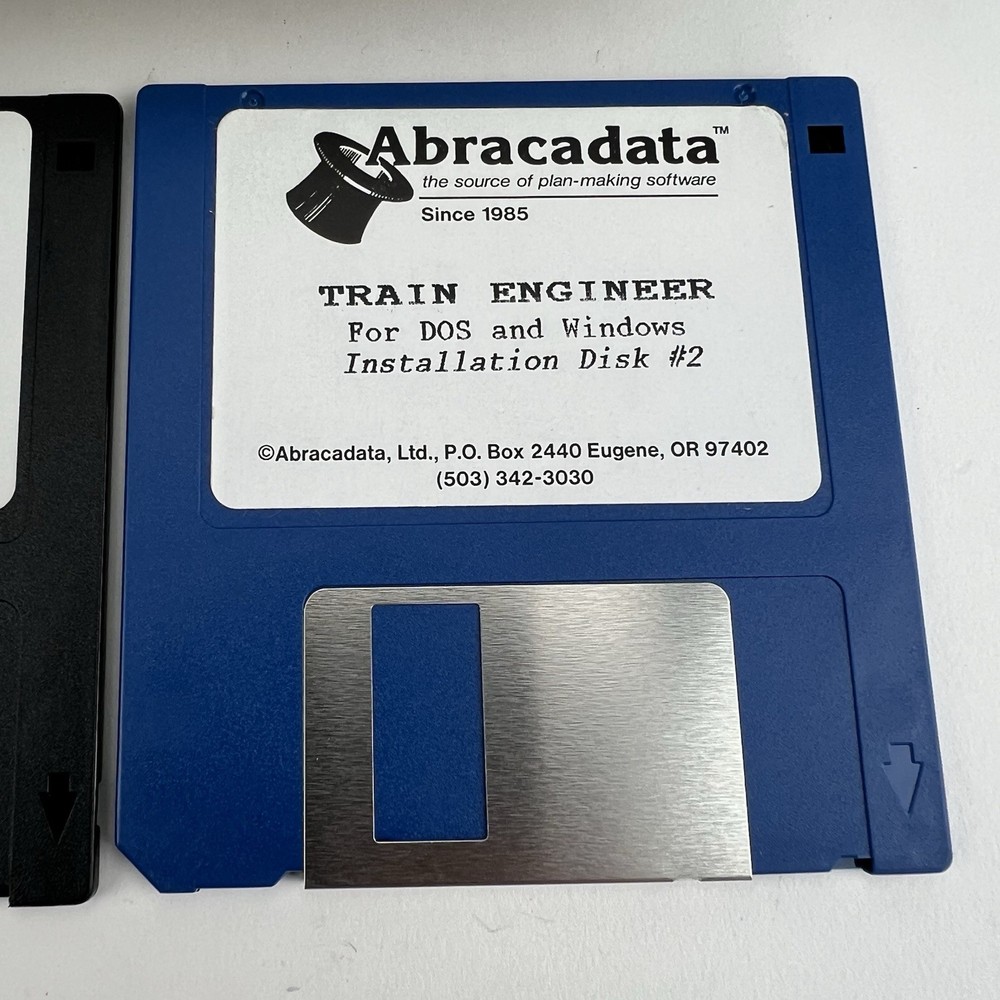 Abracadata™
the source of plan-making software
Since 1985
TRAIN ENGINEER
For DOS and Windows
Installation Disk #2
©Abracadata, Ltd., P.O. Box 2440 Eugene, OR 97402
(503) 342-3030